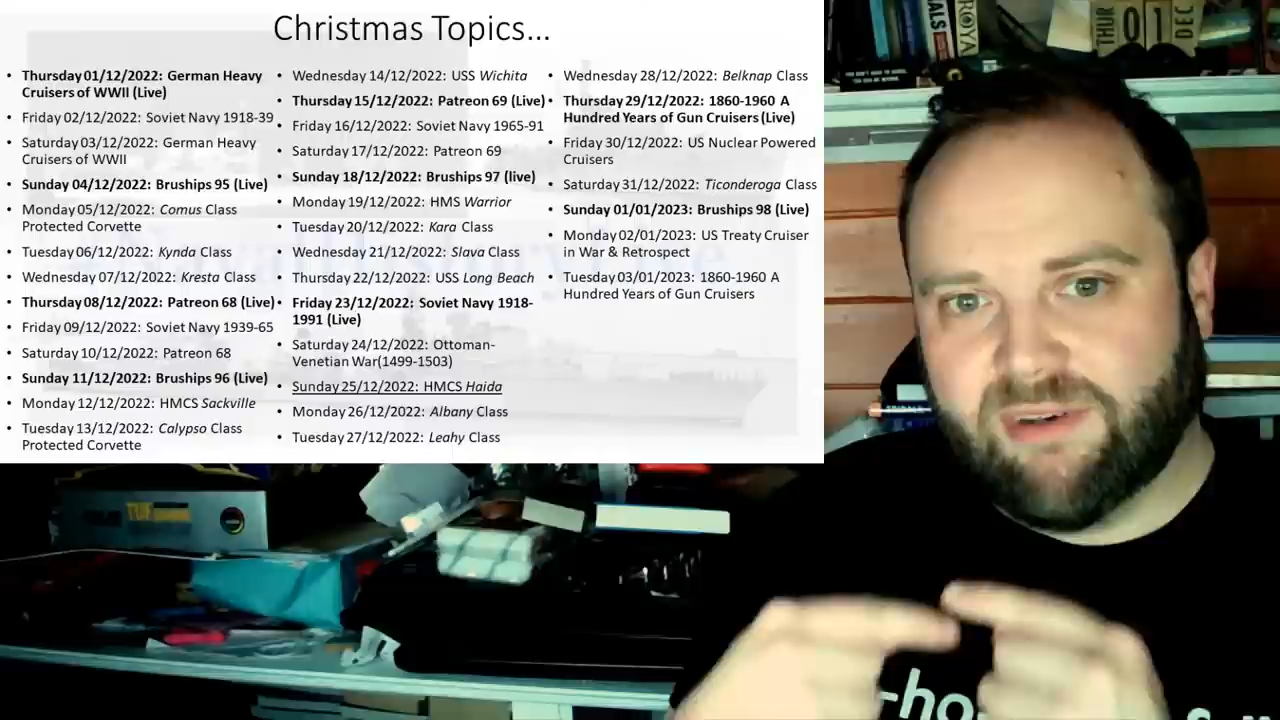 Christmas Topics...
• Thursday 01/12/2022: German Heavy
Cruisers of WWII (Live)
• Friday 02/12/2022: Soviet Navy 1918-39
• Saturday 03/12/2022: German Heavy
Cruisers of WWII
• Sunday 04/12/2022: Bruships 95 (Live)
• Monday 05/12/2022: Comus Class
Protected Corvette
• Tuesday 06/12/2022: Kynda Class
• Wednesday 07/12/2022: Kresta Class
• Thursday 08/12/2022: Patreon 68 (Live)
• Friday 09/12/2022: Soviet Navy 1939-65
• Saturday 10/12/2022: Patreon 68
• Sunday 11/12/2022: Bruships 96 (Live)
• Monday 12/12/2022: HMCS Sackville
• Tuesday 13/12/2022: Calypso Class
Protected Corvette
• Wednesday 14/12/2022: USS Wichita
• Thursday 15/12/2022: Patreon 69 (Live)
• Friday 16/12/2022: Soviet Navy 1965-91
• Saturday 17/12/2022: Patreon 69
• Sunday 18/12/2022: Bruships 97 (live)
• Monday 19/12/2022: HMS Warrior
• Tuesday 20/12/2022: Kara Class
• Wednesday 21/12/2022: Slava Class
• Thursday 22/12/2022: USS Long Beach
• Friday 23/12/2022: Soviet Navy 1918-
1991 (Live)
• Saturday 24/12/2022: Ottoman-
Venetian War(1499-1503)
• Sunday 25/12/2022: HMCS Haida
• Monday 26/12/2022: Albany Class
• Tuesday 27/12/2022: Leahy Class
• Wednesday 28/12/2022: Belknap Class
• Thursday 29/12/2022: 1860-1960 A
Hundred Years of Gun Cruisers (Live)
• Friday 30/12/2022: US Nuclear Powered
Cruisers
• Saturday 31/12/2022: Ticonderoga Class
• Sunday 01/01/2023: Bruships 98 (Live)
• Monday 02/01/2023: US Treaty Cruiser
in War & Retrospect
• Tuesday 03/01/2023: 1860-1960 A
Hundred Years of Gun Cruisers
THUR 01 DEC
-ho